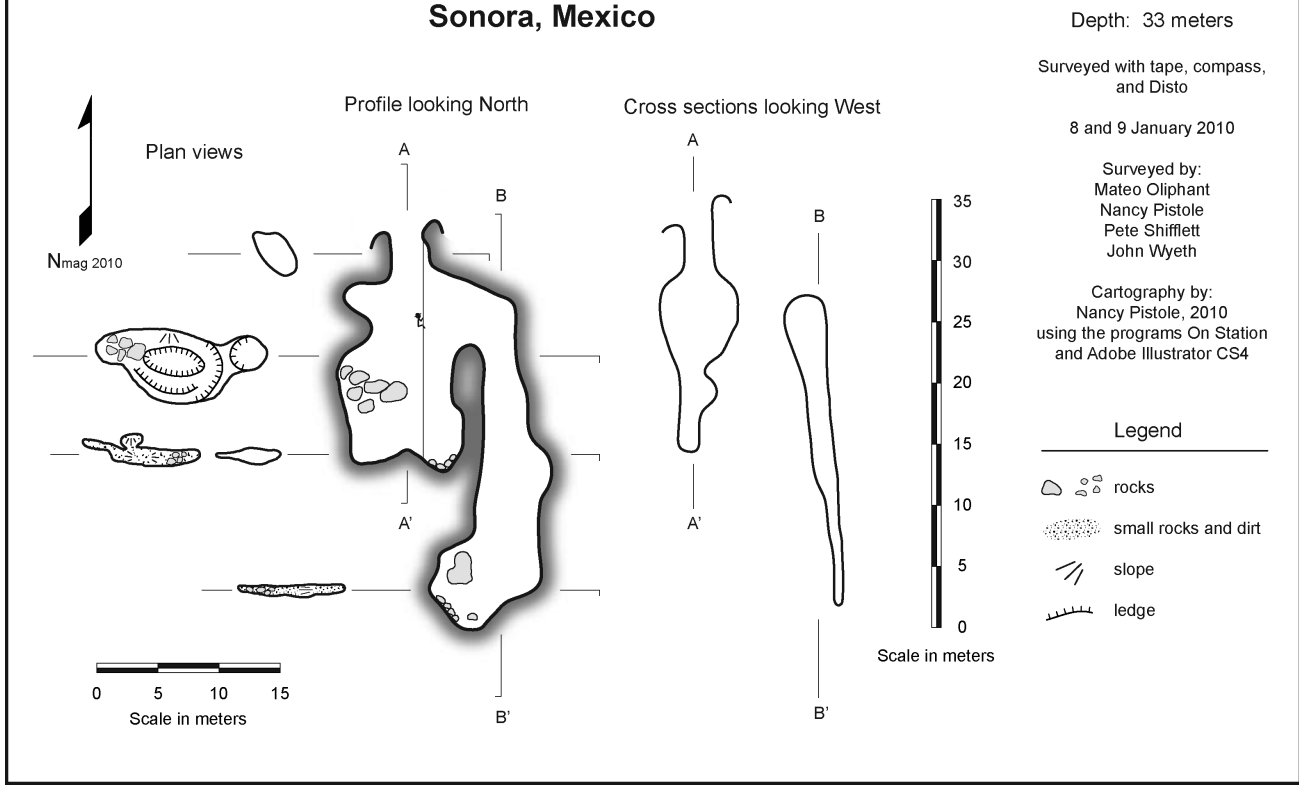 Sonora, Mexico
Depth: 33 meters
Surveyed with tape, compass,
and Disto
8 and 9 January 2010
Surveyed by:
Mateo Oliphant
Nancy Pistole
Pete Shifflett
John Wyeth
Cartography by:
Nancy Pistole, 2010
using the programs On Station
and Adobe Illustrator CS4
Legend
rocks
small rocks and dirt
slope
ledge
Plan views
Nmag 2010
Profile looking North
A
B
A'
B'
Cross sections looking West
A
B
A'
B'
35
30
25
20
15
10
5
0
Scale in meters
0 5 10 15
Scale in meters